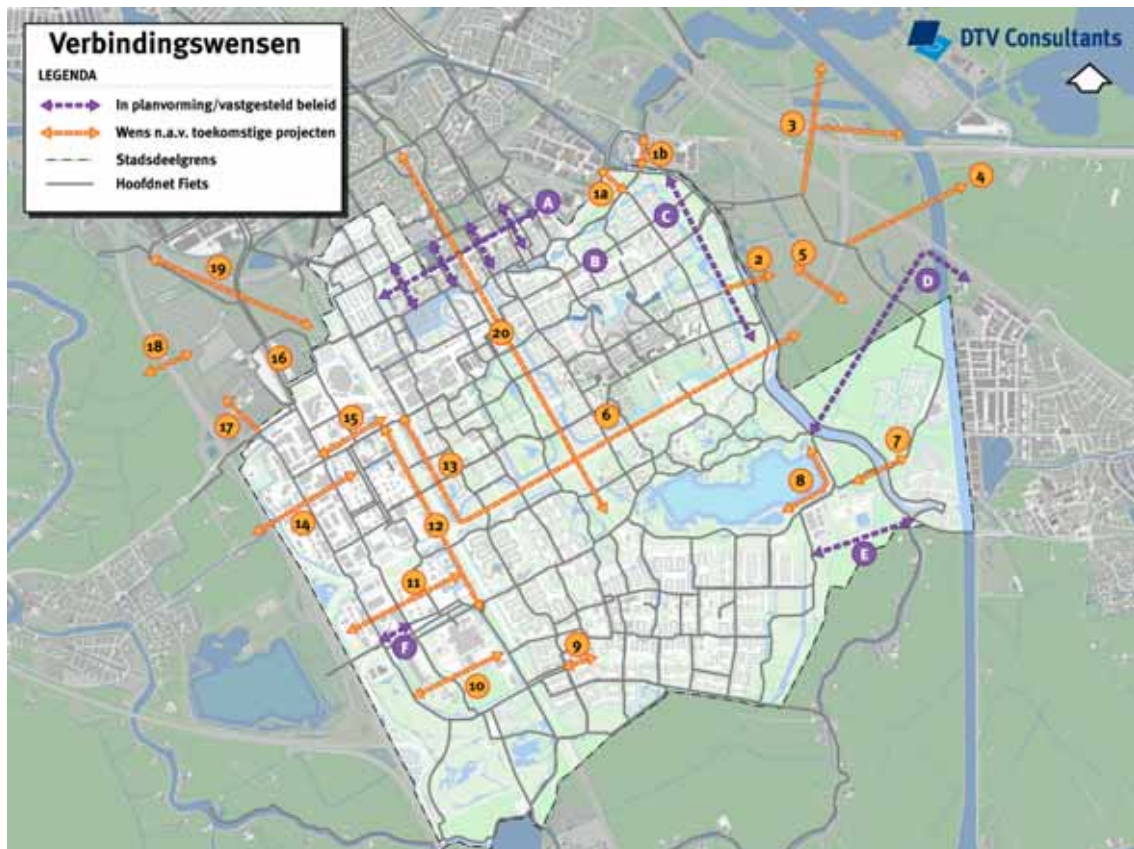 Verbindingswensen
LEGENDA
In planvorming/vastgesteld beleid
Wens n.a.v. toekomstige projecten
Stadsdeelgrens
Hoofdnet Fiets
DTV Consultants
3
1b
4
1a
A
C
2
5
B
D
19
18
20
16
6
17
15
7
13
8
14
12
E
11
F
9
10